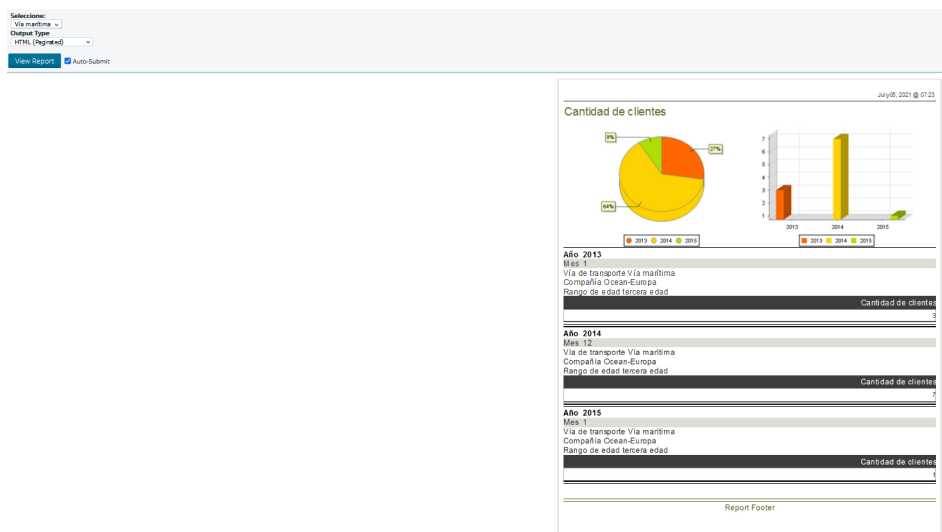 Seleccione:
Vía marítima
Output Type
HTML (Paginated)
View Report Auto-Submit
July05, 2021 @ 07:23
Cantidad de clientes
9%
27%
64%
2013 2014 2015
7
6
5
4
3
2
1
2013 2014 2015
2013 2014 2015
Año 2013
Mes 1
Vía de transporte Vía marítima
Compañía Ocean-Europa
Rango de edad tercera edad
Cantidad de clientes
3
Año 2014
Mes 12
Vía de transporte Vía marítima
Compañía Ocean-Europa
Rango de edad tercera edad
Cantidad de clientes
7
Año 2015
Mes 1
Vía de transporte Vía marítima
Compañía Ocean-Europa
Rango de edad tercera edad
Cantidad de clientes
1
Report Footer